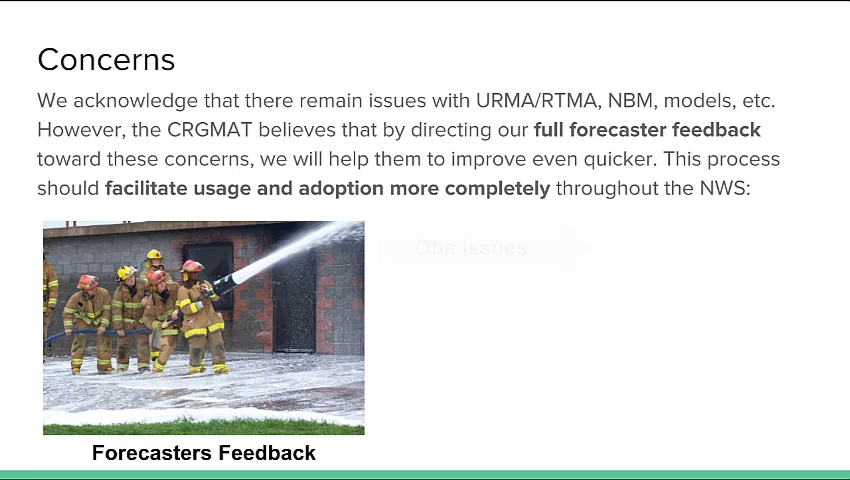 Concerns
We acknowledge that there remain issues with URMA/RTMA, NBM, models, etc.
However, the CRGMAT believes that by directing our full forecaster feedback
toward these concerns, we will help them to improve even quicker. This process
should facilitate usage and adoption more completely throughout the NWS:
Obs issues
Forecasters Feedback